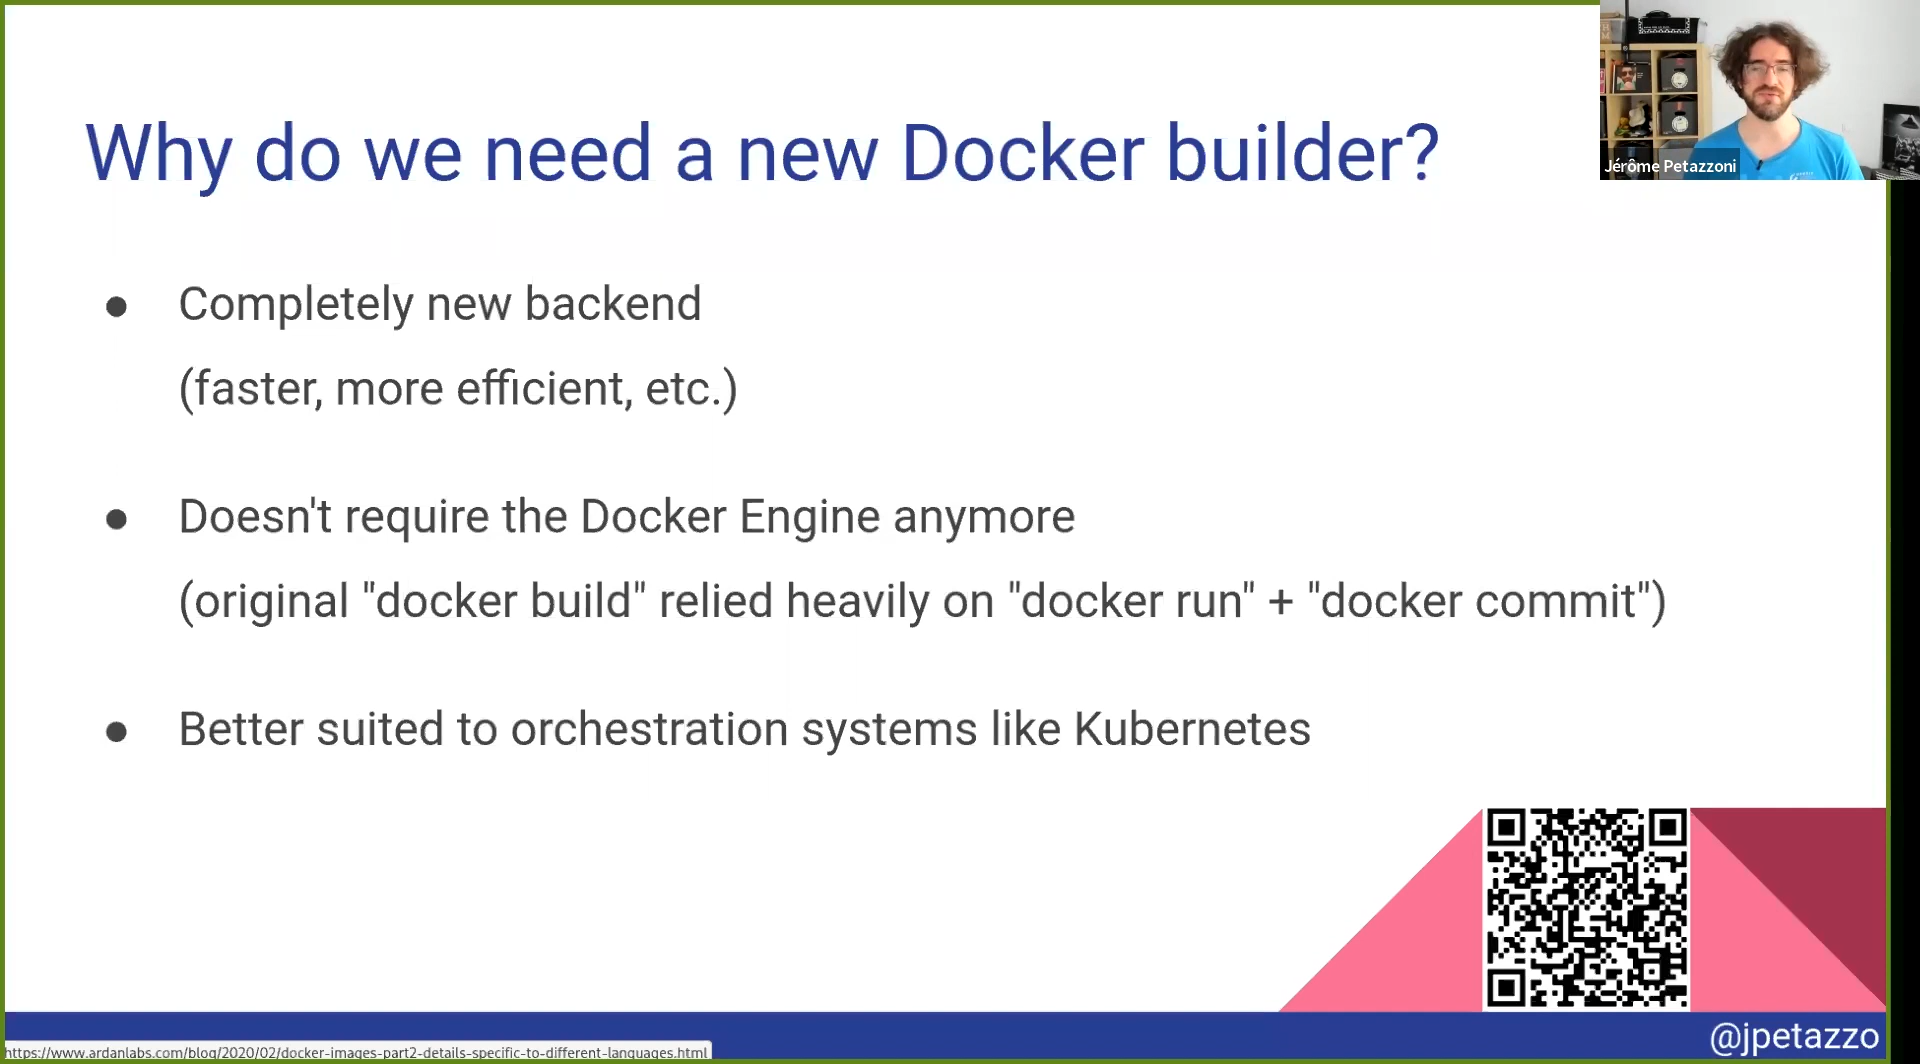 Why do we need a new Docker builder?
Jérôme Petazzoni
● Completely new backend
(faster, more efficient, etc.)
● Doesn't require the Docker Engine anymore
(original "docker build" relied heavily on "docker run" + "docker commit")
● Better suited to orchestration systems like Kubernetes
@jpetazzo
https://www.ardanlabs.com/blog/2020/02/docker-images-part2-details-specific-to-different-languages.html